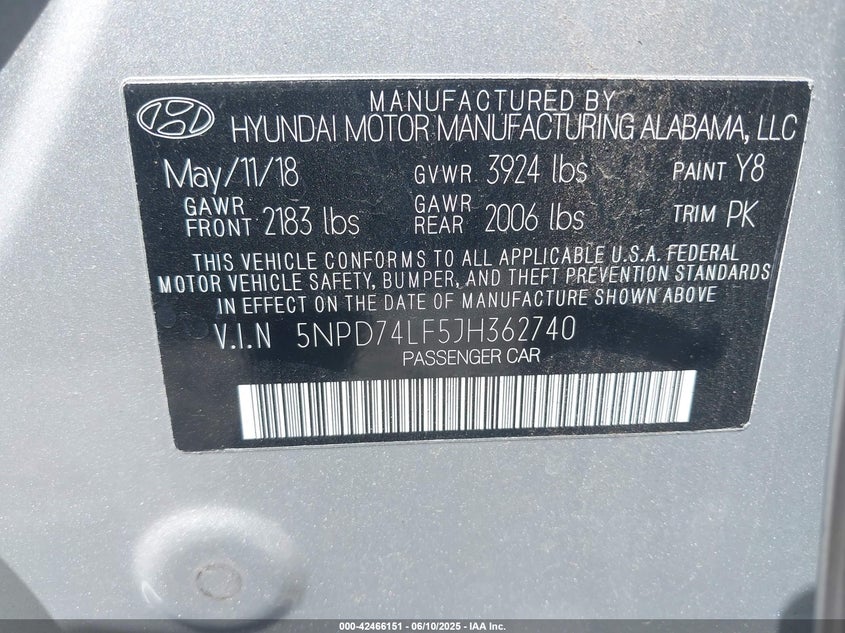 MANUFACTURED BY
HYUNDAI MOTOR MANUFACTURING ALABAMA, LLC
May/11/18 GVWR 3924 lbs PAINT Y8
GAWR FRONT 2183 lbs GAWR REAR 2006 lbs TRIM PK
THIS VEHICLE CONFORMS TO ALL APPLICABLE U.S.A. FEDERAL
MOTOR VEHICLE SAFETY, BUMPER, AND THEFT PREVENTION STANDARDS
IN EFFECT ON THE DATE OF MANUFACTURE SHOWN ABOVE
V.I.N 5NPD74LF5JH362740
PASSENGER CAR
000-42466151 - 06/10/2025 - IAA Inc.